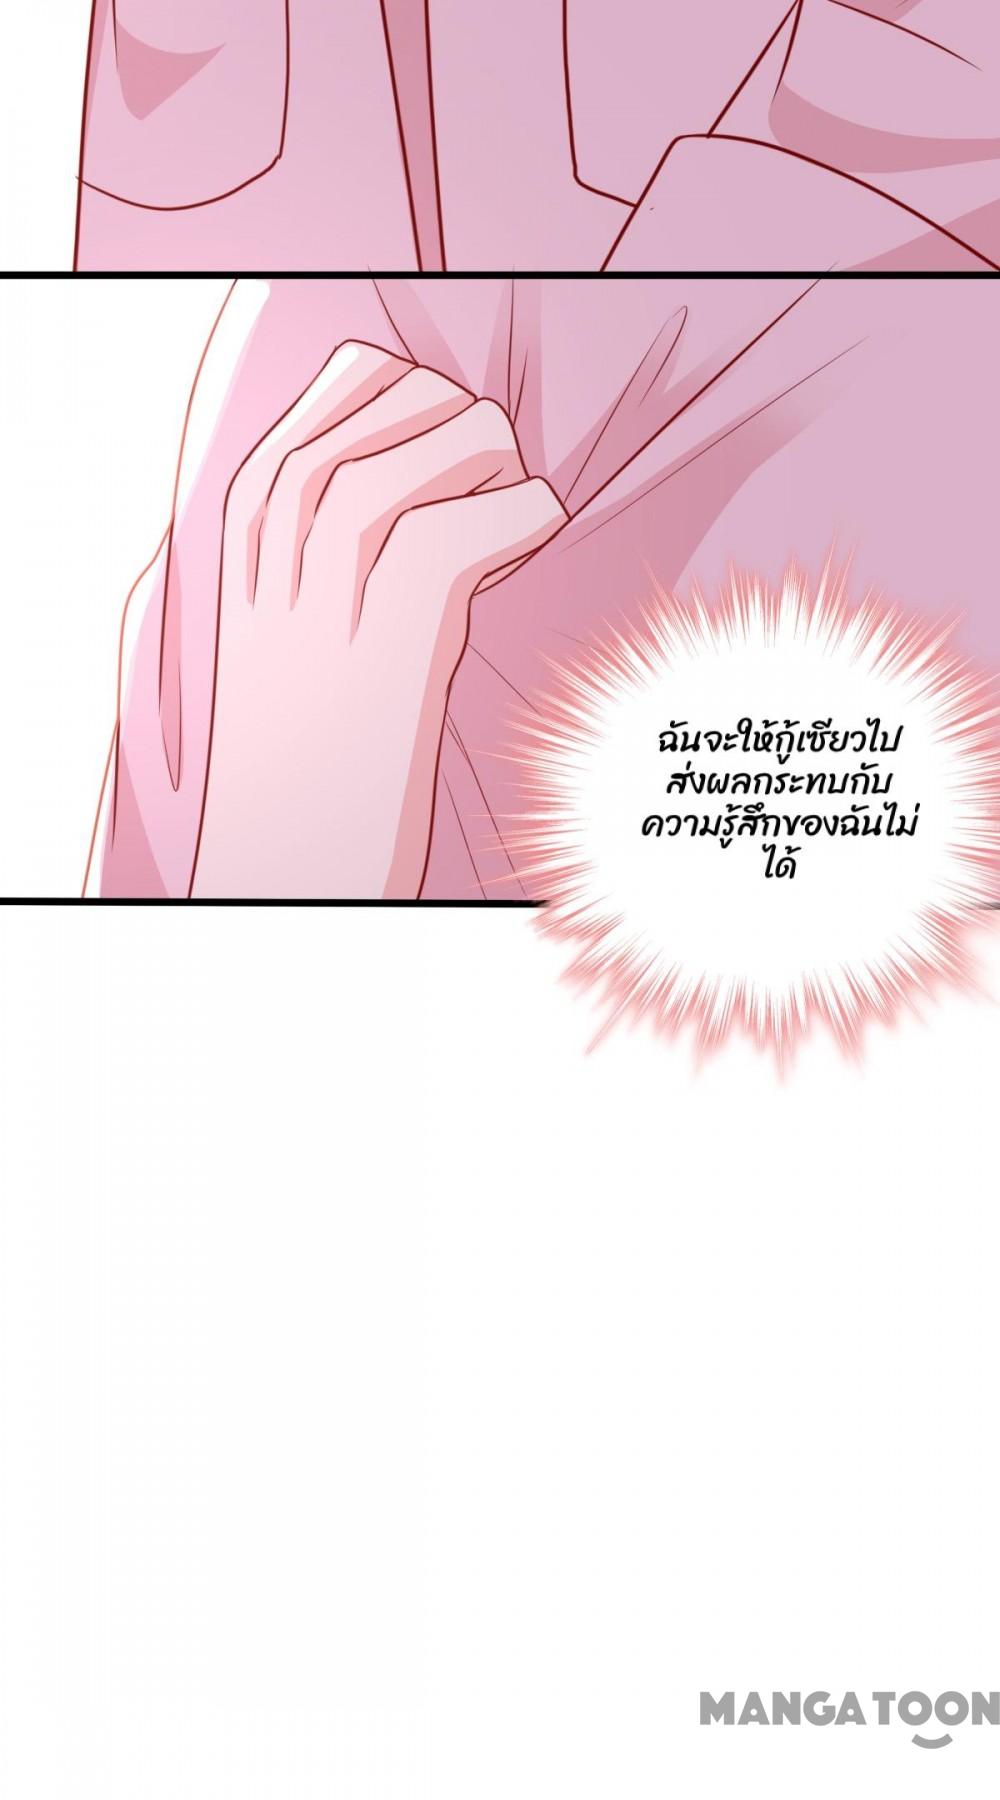 ฉันจะให้กู้เซียวไป
ส่งผลกระทบกับ
ความรู้สึกของฉันไม่
ได้
MANGATOON